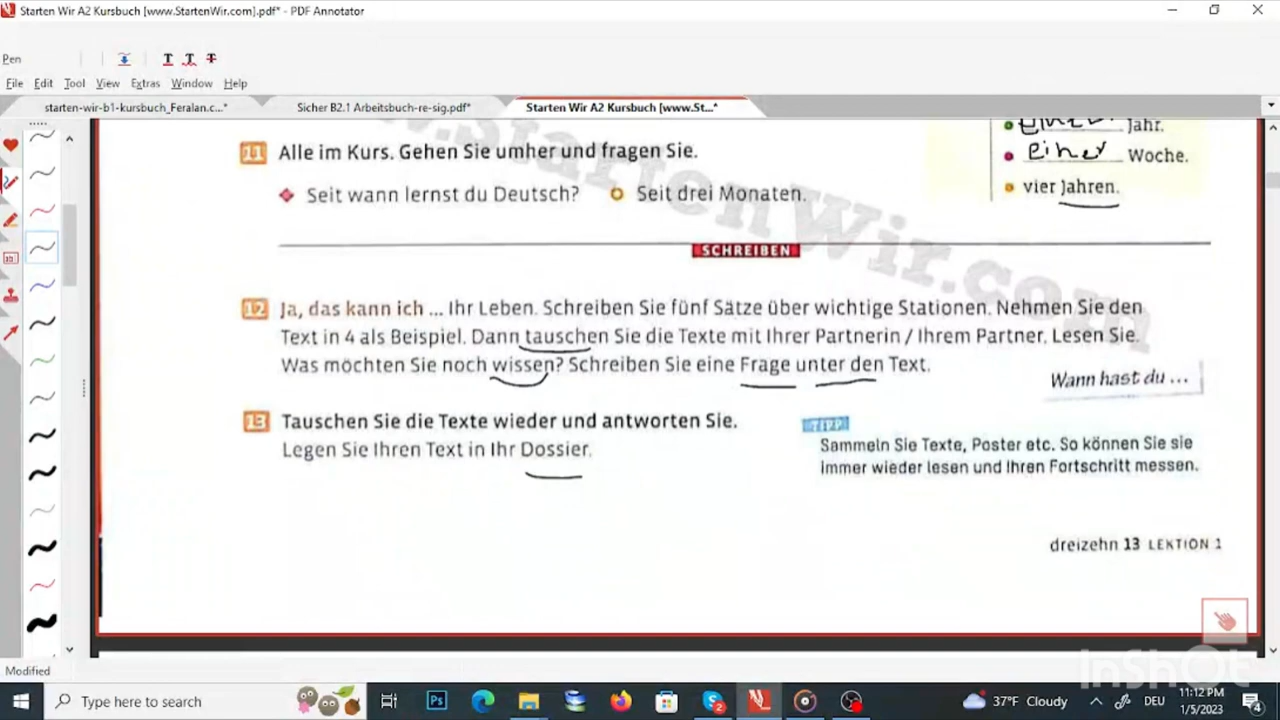 Starten Wir A2 Kursbuch [www.StartenWir.com].pdf* - PDF Annotator
Pen
File Edit Tool View Extras Window Help
starten-wir-b1-kursbuch_Feralan.c...* Sicher B2.1 Arbeitsbuch-re-sig.pdf* Starten Wir A2 Kursbuch [www.St...*
www.StartenWir.com
Jahr.
einer Woche.
vier Jahren.
11 Alle im Kurs. Gehen Sie umher und fragen Sie.
Seit wann lernst du Deutsch? Seit drei Monaten.
SCHREIBEN
12 Ja, das kann ich ... Ihr Leben. Schreiben Sie fünf Sätze über wichtige Stationen. Nehmen Sie den
Text in 4 als Beispiel. Dann tauschen Sie die Texte mit Ihrer Partnerin / Ihrem Partner. Lesen Sie.
Was möchten Sie noch wissen? Schreiben Sie eine Frage unter den Text.
Wann hast du ...
13 Tauschen Sie die Texte wieder und antworten Sie.
Legen Sie Ihren Text in Ihr Dossier.
TIPP
Sammeln Sie Texte, Poster etc. So können Sie sie
immer wieder lesen und Ihren Fortschritt messen.
dreizehn 13 LEKTION 1
Modified
InShOt
Type here to search
Ps
2
37°F Cloudy
DEU
11:12 PM
1/5/2023
4